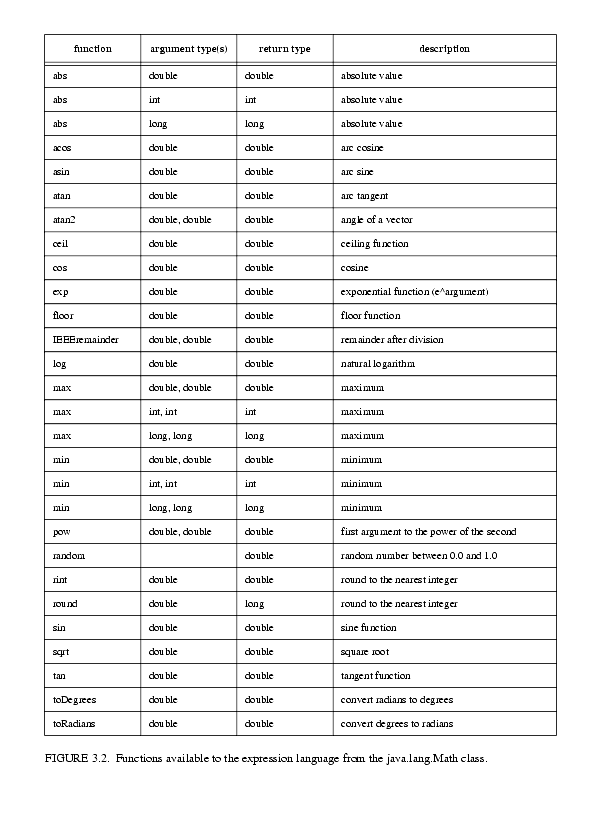 function argument type(s) return type description
abs double double absolute value
abs int int absolute value
abs long long absolute value
acos double double arc cosine
asin double double arc sine
atan double double arc tangent
atan2 double, double double angle of a vector
ceil double double ceiling function
cos double double cosine
exp double double exponential function (e^argument)
floor double double floor function
IEEEremainder double, double double remainder after division
log double double natural logarithm
max double, double double maximum
max int, int int maximum
max long, long long maximum
min double, double double minimum
min int, int int minimum
min long, long long minimum
pow double, double double first argument to the power of the second
random double random number between 0.0 and 1.0
rint double double round to the nearest integer
round double long round to the nearest integer
sin double double sine function
sqrt double double square root
tan double double tangent function
toDegrees double double convert radians to degrees
toRadians double double convert degrees to radians
FIGURE 3.2. Functions available to the expression language from the java.lang.Math class.